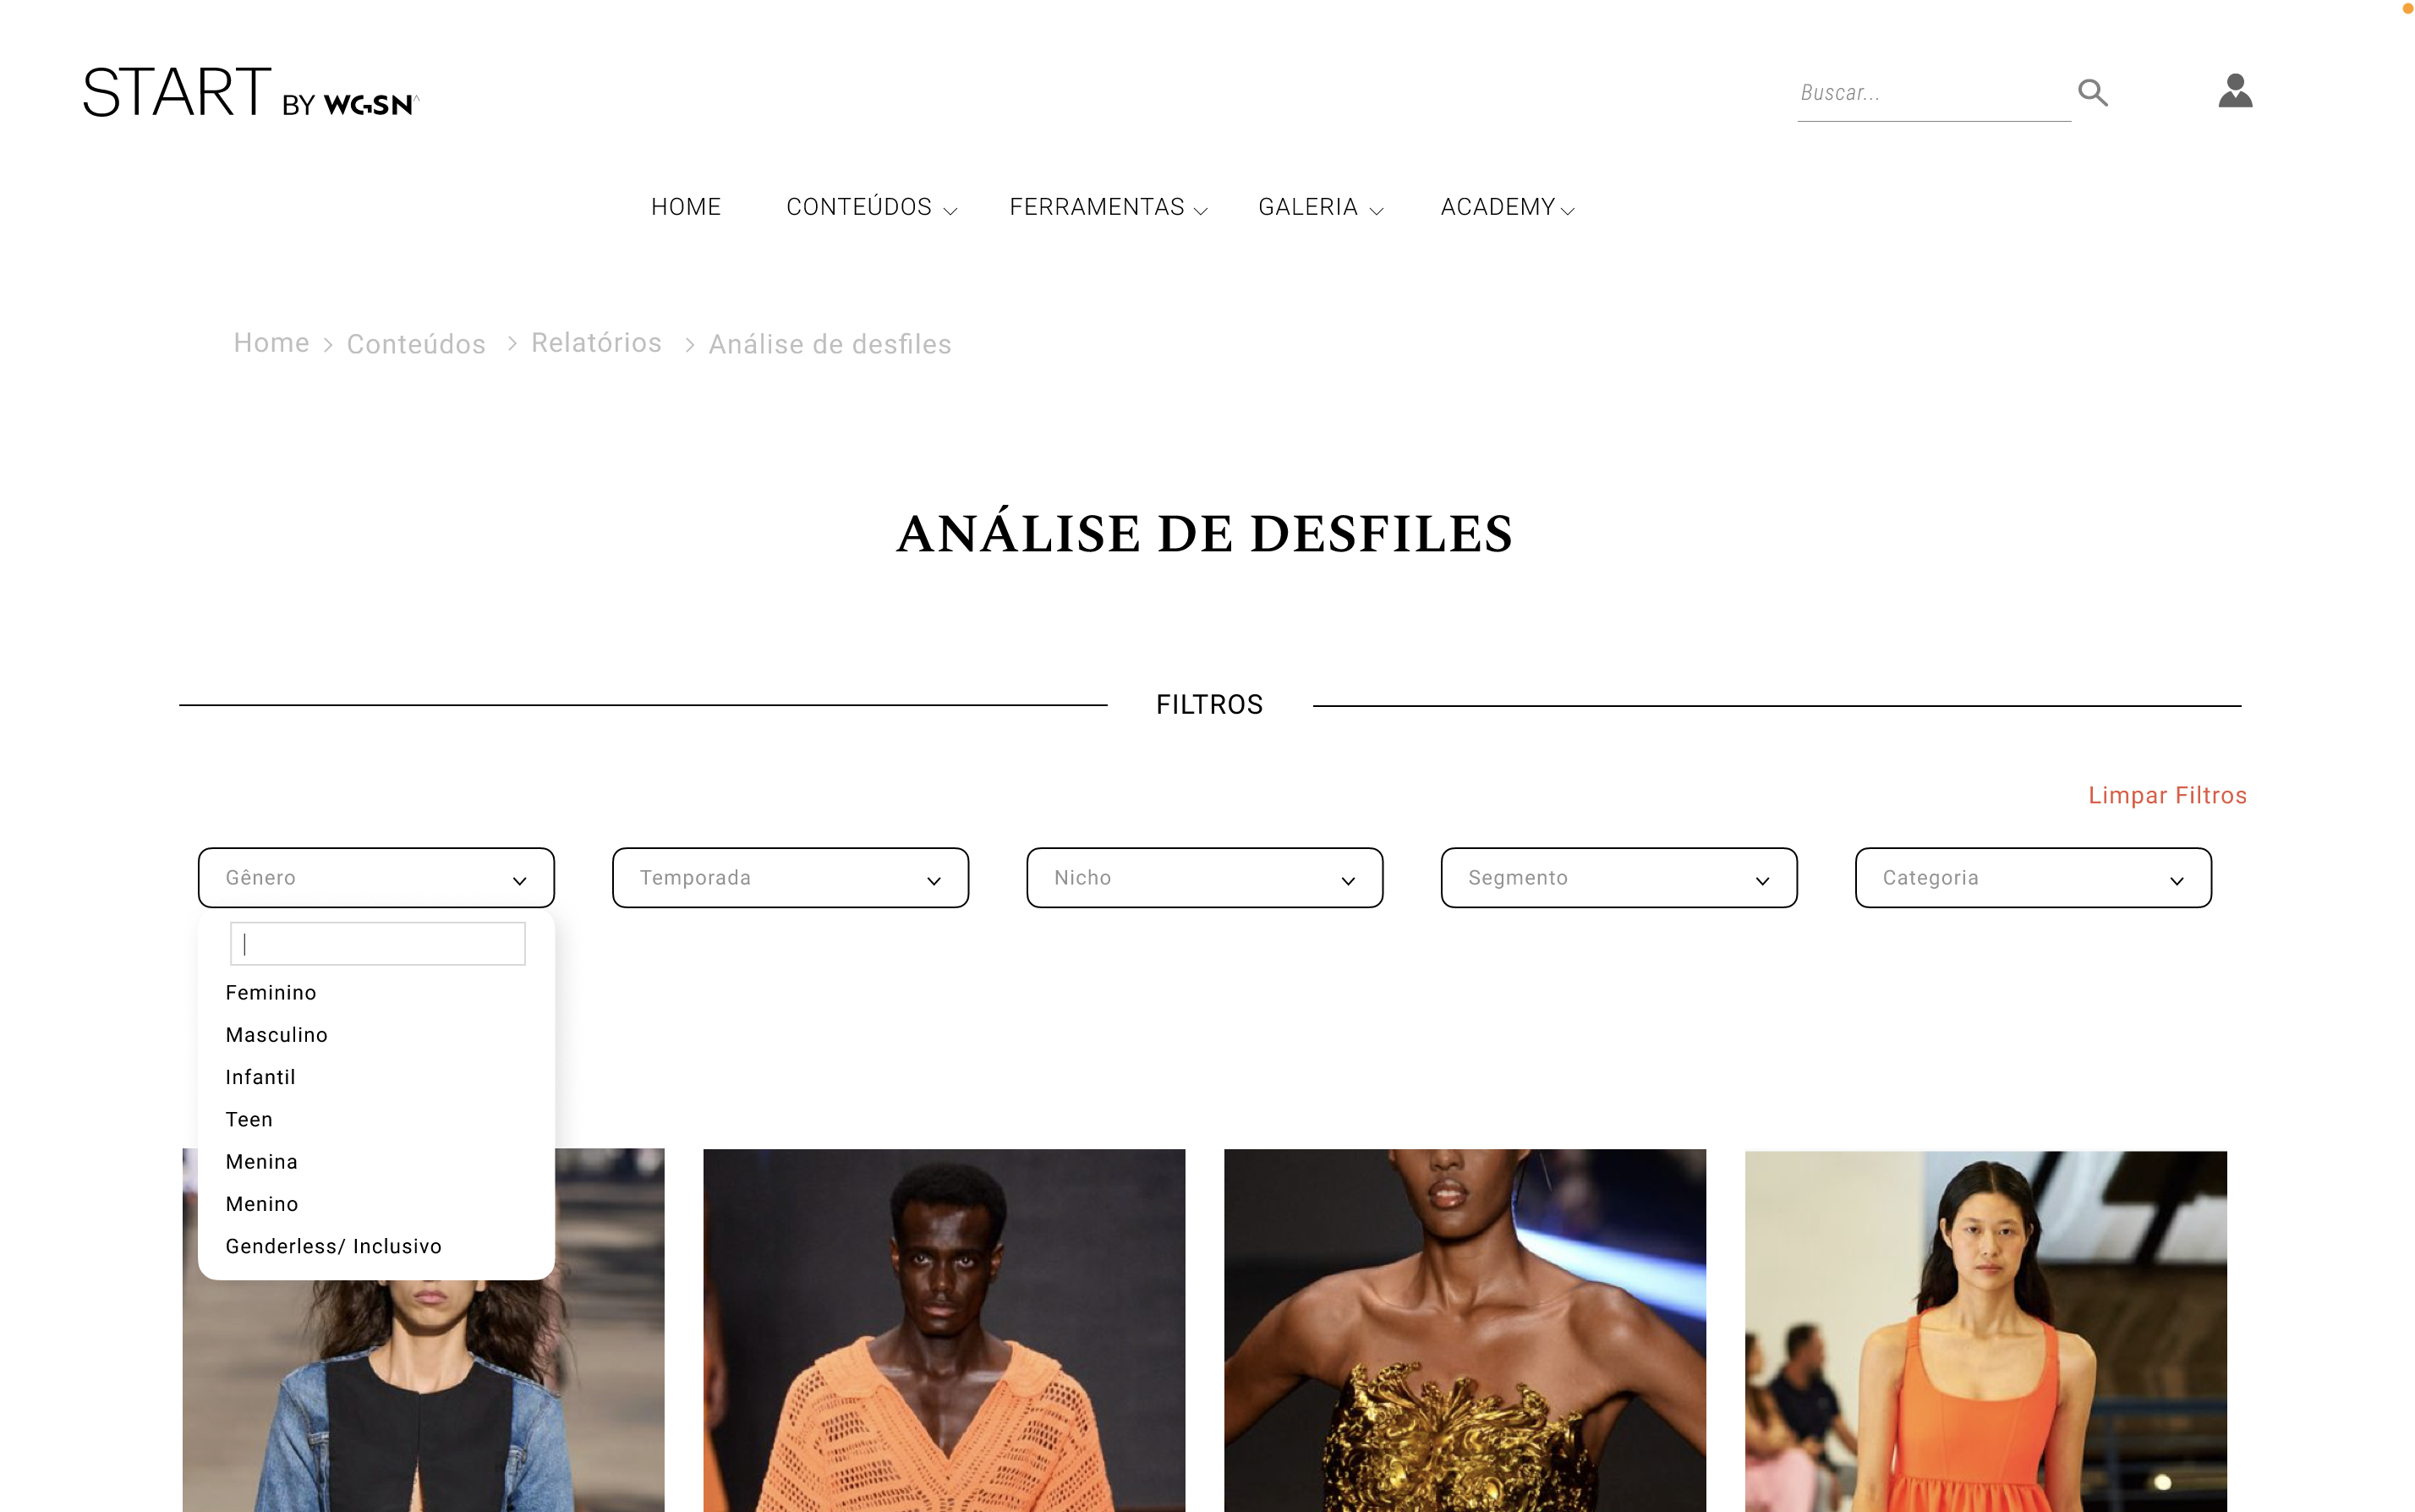 START BY WGSN
Buscar...
HOME CONTEÚDOS FERRAMENTAS GALERIA ACADEMY
Home > Conteúdos > Relatórios > Análise de desfiles
ANÁLISE DE DESFILES
FILTROS
Limpar Filtros
Gênero Temporada Nicho Segmento Categoria
Feminino
Masculino
Infantil
Teen
Menina
Menino
Genderless/ Inclusivo